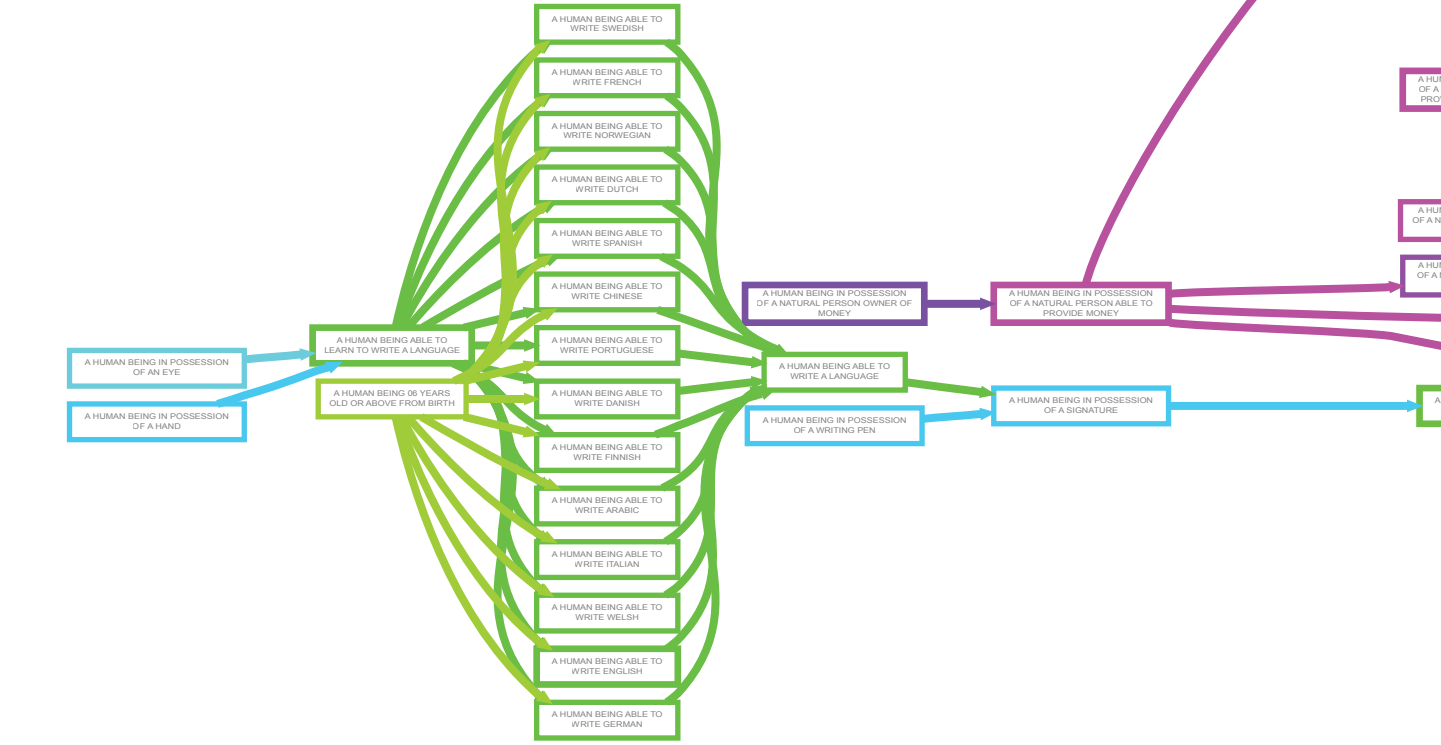 A HUMAN BEING ABLE TO
WRITE SWEDISH
A HUMAN BEING ABLE TO
WRITE FRENCH
A HUMAN BEING ABLE TO
WRITE NORWEGIAN
A HUMAN BEING ABLE TO
WRITE DUTCH
A HUMAN BEING ABLE TO
WRITE SPANISH
A HUMAN BEING ABLE TO
WRITE CHINESE
A HUMAN BEING ABLE TO
WRITE PORTUGUESE
A HUMAN BEING ABLE TO
WRITE DANISH
A HUMAN BEING ABLE TO
WRITE FINNISH
A HUMAN BEING ABLE TO
WRITE ARABIC
A HUMAN BEING ABLE TO
WRITE ITALIAN
A HUMAN BEING ABLE TO
WRITE WELSH
A HUMAN BEING ABLE TO
WRITE ENGLISH
A HUMAN BEING ABLE TO
WRITE GERMAN
A HUMAN BEING IN POSSESSION
OF AN EYE
A HUMAN BEING IN POSSESSION
OF A HAND
A HUMAN BEING ABLE TO
LEARN TO WRITE A LANGUAGE
A HUMAN BEING 06 YEARS
OLD OR ABOVE FROM BIRTH
A HUMAN BEING IN POSSESSION
OF A NATURAL PERSON OWNER OF
MONEY
A HUMAN BEING ABLE TO
WRITE A LANGUAGE
A HUMAN BEING IN POSSESSION
OF A WRITING PEN
A HUMAN BEING IN POSSESSION
OF A NATURAL PERSON ABLE TO
PROVIDE MONEY
A HUMAN BEING IN POSSESSION
OF A SIGNATURE
A HU
OF A
PRO
A HU
OF A N
A HU
OF A
A